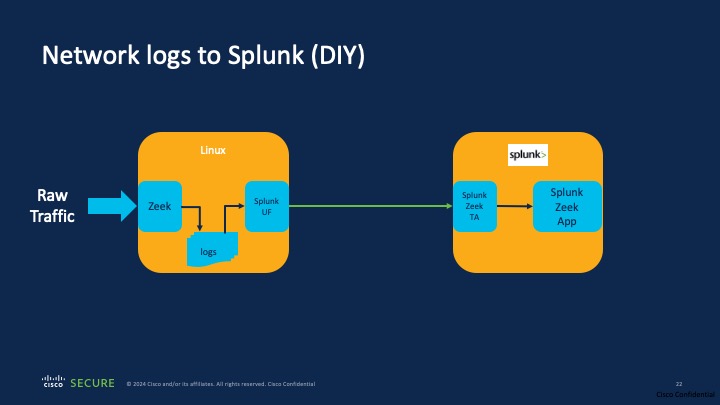 Network logs to Splunk (DIY)
Raw
Traffic
Linux
Zeek
logs
Splunk
UF
splunk>
Splunk
Zeek
TA
Splunk
Zeek
App
cisco SECURE
© 2024 Cisco and/or its affiliates. All rights reserved. Cisco Confidential
22
Cisco Confidential